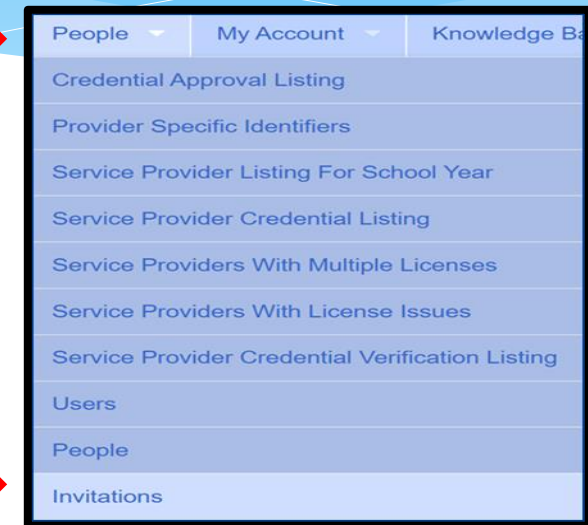 People My Account Knowledge
Credential Approval Listing
Provider Specific Identifiers
Service Provider Listing For School Year
Service Provider Credential Listing
Service Providers With Multiple Licenses
Service Providers With License Issues
Service Provider Credential Verification Listing
Users
People
Invitations